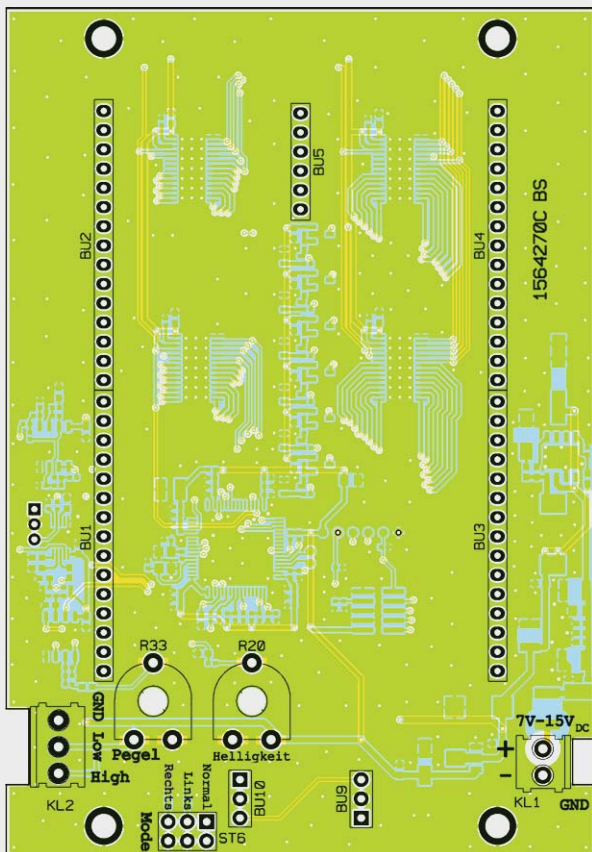 BU5
BU2
BU4
1564270C BS
BU1
BU3
R33
R20
GND
Low
High
KL2
Pegel
Helligkeit
7V-15V DC
+
-
KL1
GND
Normal
Links
Rechts
Mode
ST6
BU10
BU9